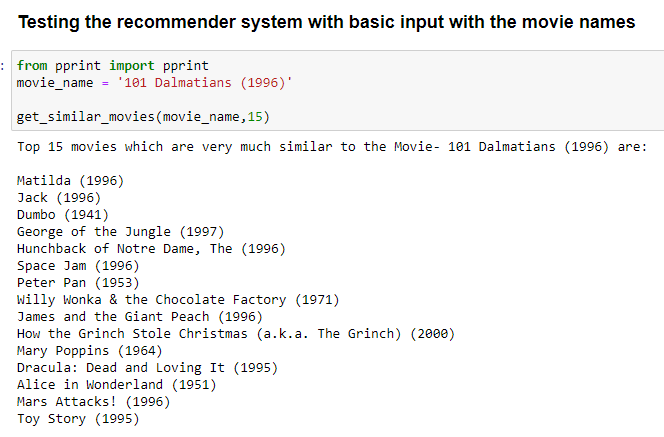 Testing the recommender system with basic input with the movie names
: from pprint import pprint
movie_name = '101 Dalmatians (1996)'
get_similar_movies(movie_name,15)
Top 15 movies which are very much similar to the Movie- 101 Dalmatians (1996) are:
Matilda (1996)
Jack (1996)
Dumbo (1941)
George of the Jungle (1997)
Hunchback of Notre Dame, The (1996)
Space Jam (1996)
Peter Pan (1953)
Willy Wonka & the Chocolate Factory (1971)
James and the Giant Peach (1996)
How the Grinch Stole Christmas (a.k.a. The Grinch) (2000)
Mary Poppins (1964)
Dracula: Dead and Loving It (1995)
Alice in Wonderland (1951)
Mars Attacks! (1996)
Toy Story (1995)